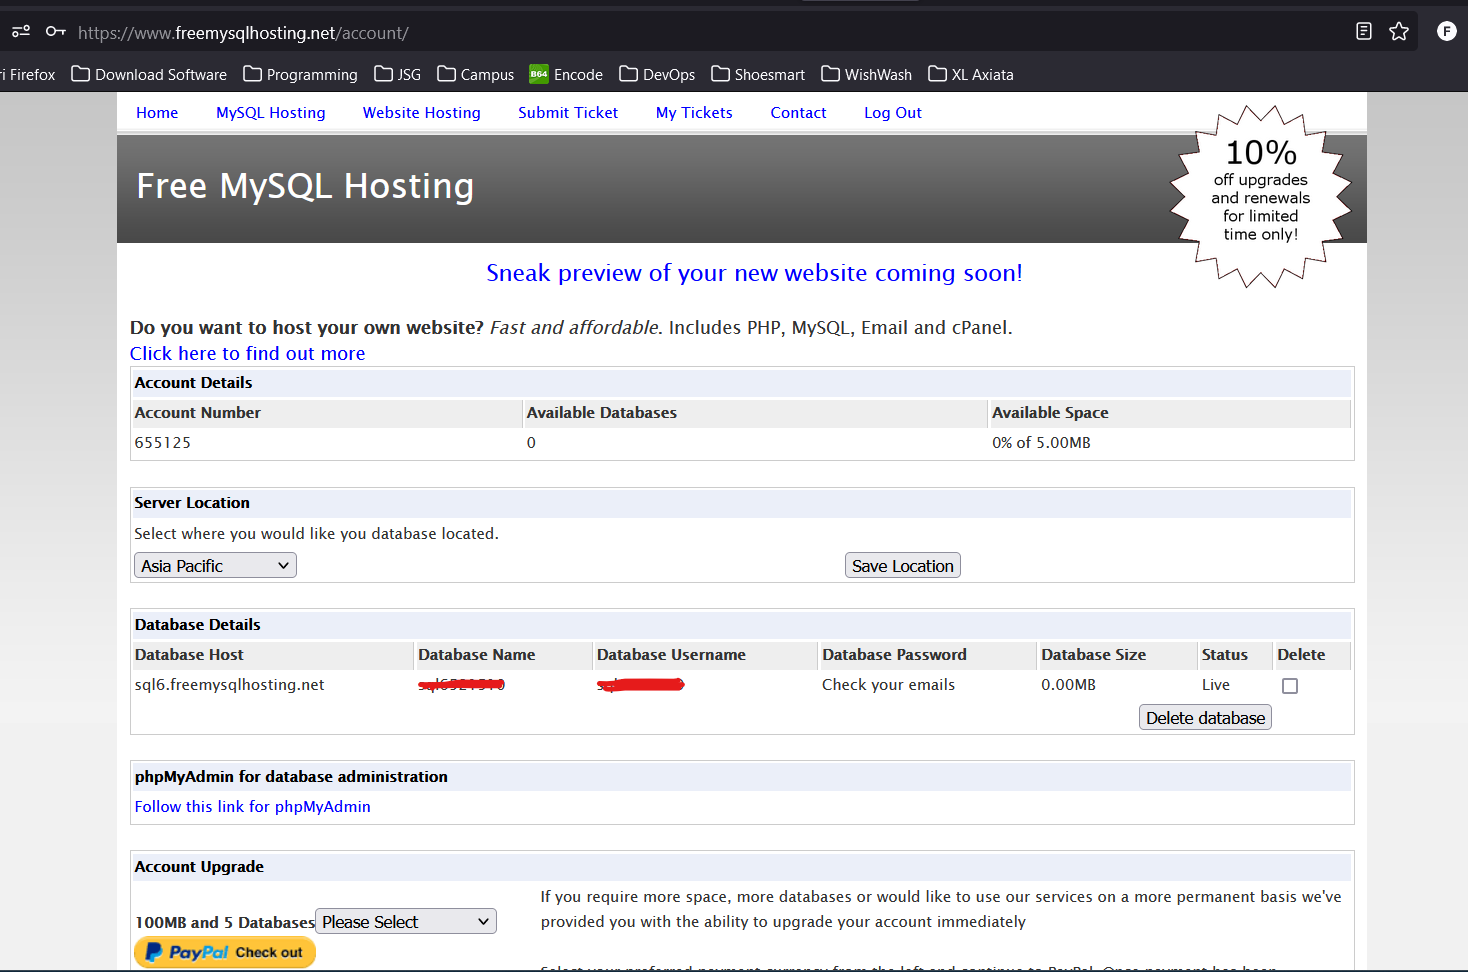 https://www.freemysqlhosting.net/account/
F
ri Firefox Download Software Programming JSG Campus B64 Encode DevOps Shoesmart WishWash XL Axiata
Home MySQL Hosting Website Hosting Submit Ticket My Tickets Contact Log Out
Free MySQL Hosting
10%
off upgrades
and renewals
for limited
time only!
Sneak preview of your new website coming soon!
Do you want to host your own website? Fast and affordable. Includes PHP, MySQL, Email and cPanel.
Click here to find out more
Account Details
Account Number Available Databases Available Space
655125 0 0% of 5.00MB
Server Location
Select where you would like you database located.
Asia Pacific Save Location
Database Details
Database Host Database Name Database Username Database Password Database Size Status Delete
sql6.freemysqlhosting.net Check your emails 0.00MB Live
Delete database
phpMyAdmin for database administration
Follow this link for phpMyAdmin
Account Upgrade
If you require more space, more databases or would like to use our services on a more permanent basis we've
100MB and 5 Databases Please Select provided you with the ability to upgrade your account immediately
PayPal Check out